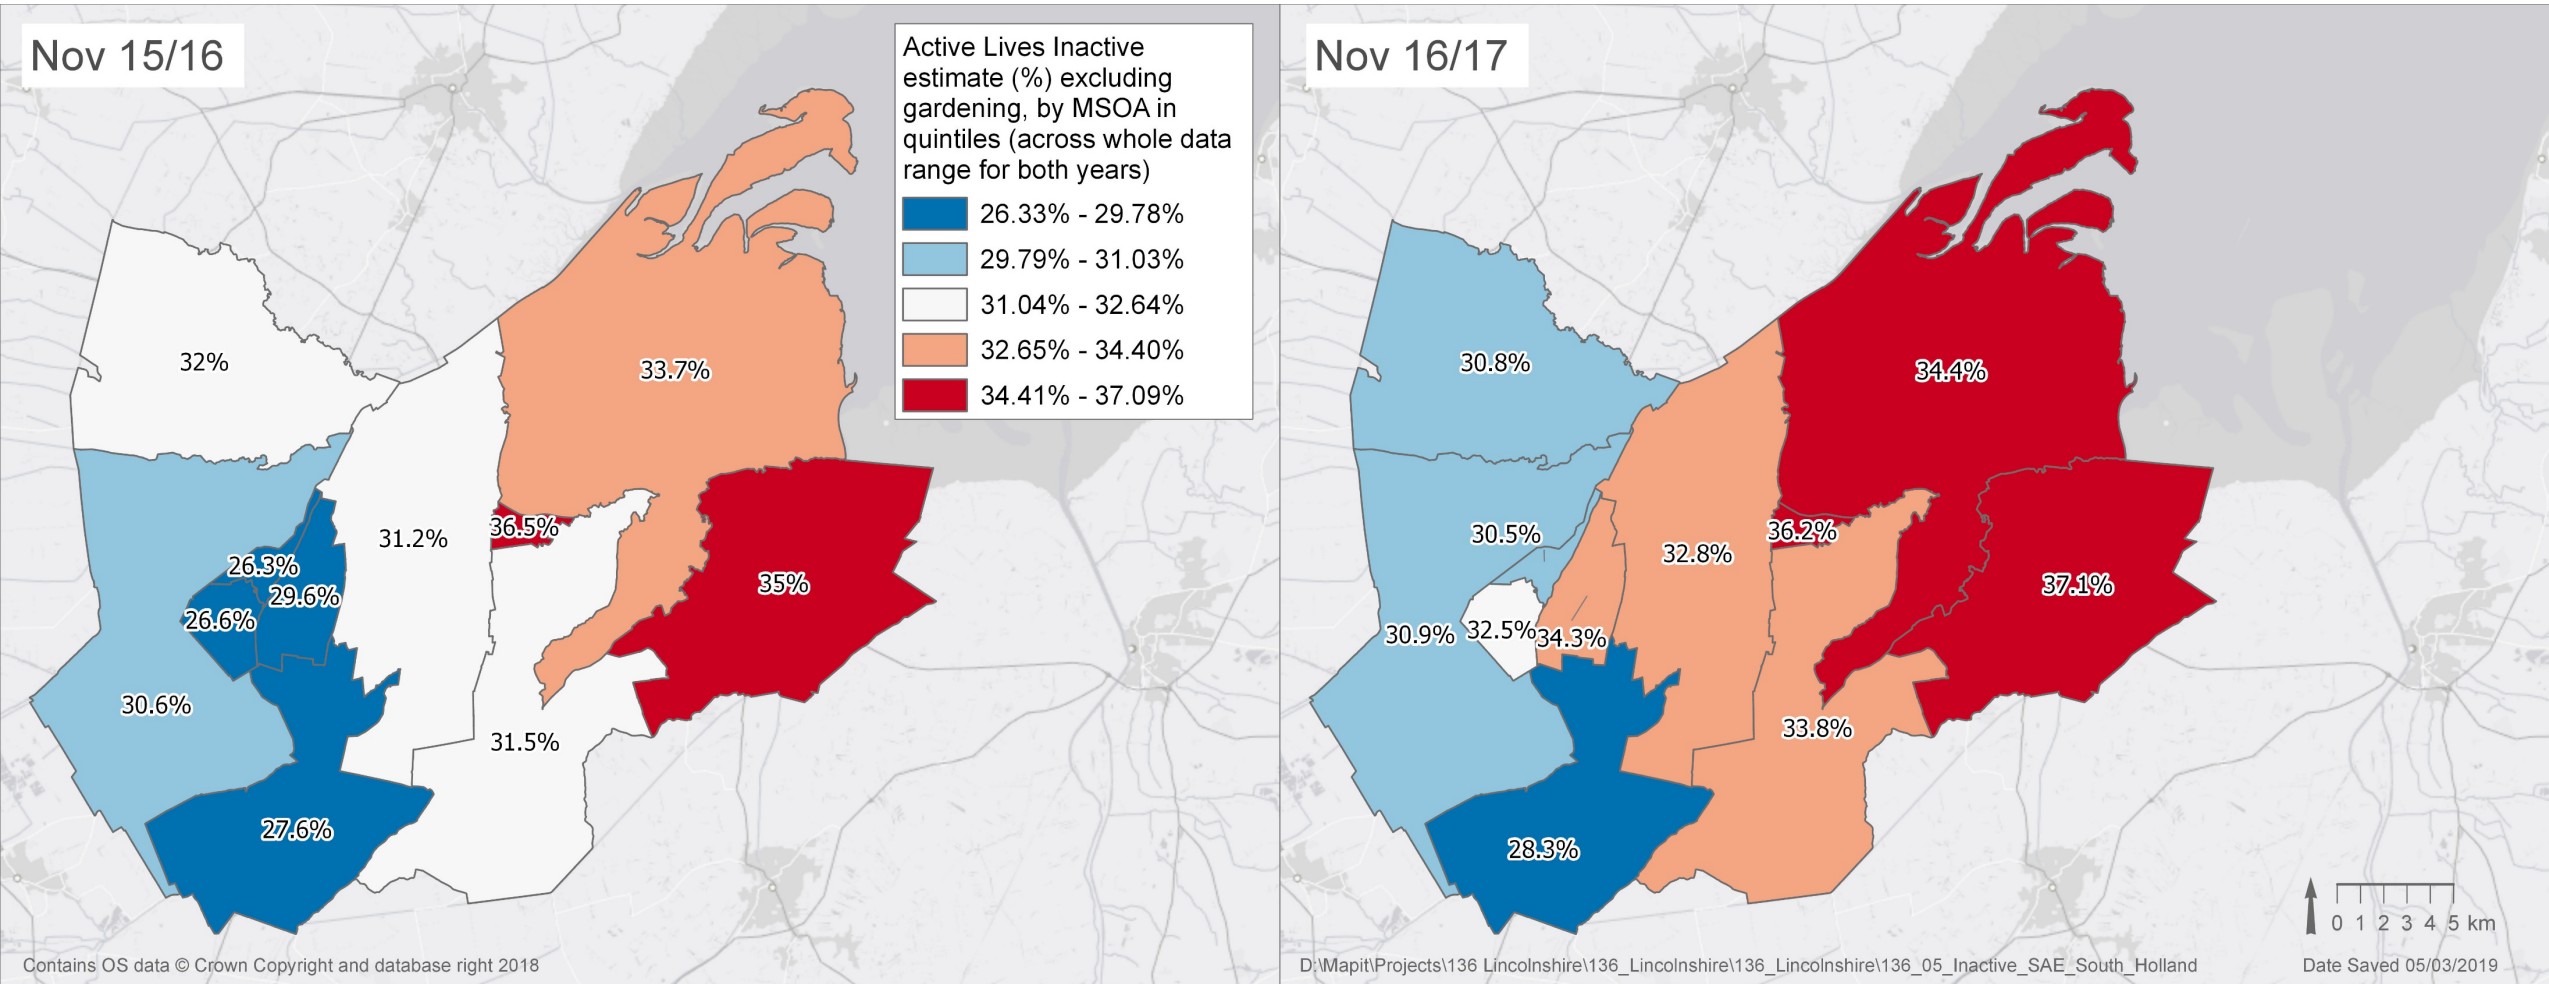 Nov 15/16
Active Lives Inactive
estimate (%) excluding
gardening, by MSOA in
quintiles (across whole data
range for both years)
26.33% - 29.78%
29.79% - 31.03%
31.04% - 32.64%
32.65% - 34.40%
34.41% - 37.09%
32%
33.7%
31.2%
36.5%
26.3%
29.6%
26.6%
35%
30.6%
31.5%
27.6%
Contains OS data © Crown Copyright and database right 2018
Nov 16/17
30.8%
34.4%
30.5%
32.8%
36.2%
37.1%
30.9%
32.5%
34.3%
33.8%
28.3%
0 1 2 3 4 5 km
D:\Mapit\Projects\136 Lincolnshire\136_Lincolnshire\136_Lincolnshire\136_05_Inactive_SAE_South_Holland
Date Saved 05/03/2019